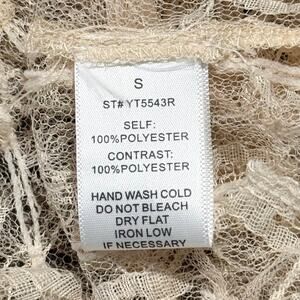 S
ST# YT5543R
SELF:
100%POLYESTER
CONTRAST:
100%POLYESTER
HAND WASH COLD
DO NOT BLEACH
DRY FLAT
IRON LOW
IF NECESSARY